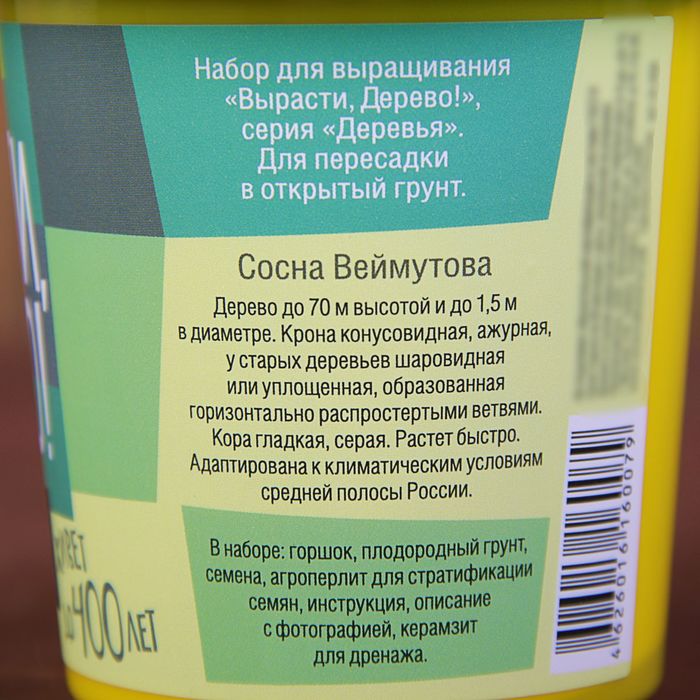 Набор для выращивания
«Вырасти, Дерево!»,
серия «Деревья».
Для пересадки
в открытый грунт.
Сосна Веймутова
Дерево до 70 м высотой и до 1,5 м
в диаметре. Крона конусовидная, ажурная,
у старых деревьев шаровидная
или уплощенная, образованная
горизонтально распростертыми ветвями.
Кора гладкая, серая. Растет быстро.
Адаптирована к климатическим условиям
средней полосы России.
В наборе: горшок, плодородный грунт,
семена, агроперлит для стратификации
семян, инструкция, описание
с фотографией, керамзит
для дренажа.
400 ЛЕТ
4626016160079